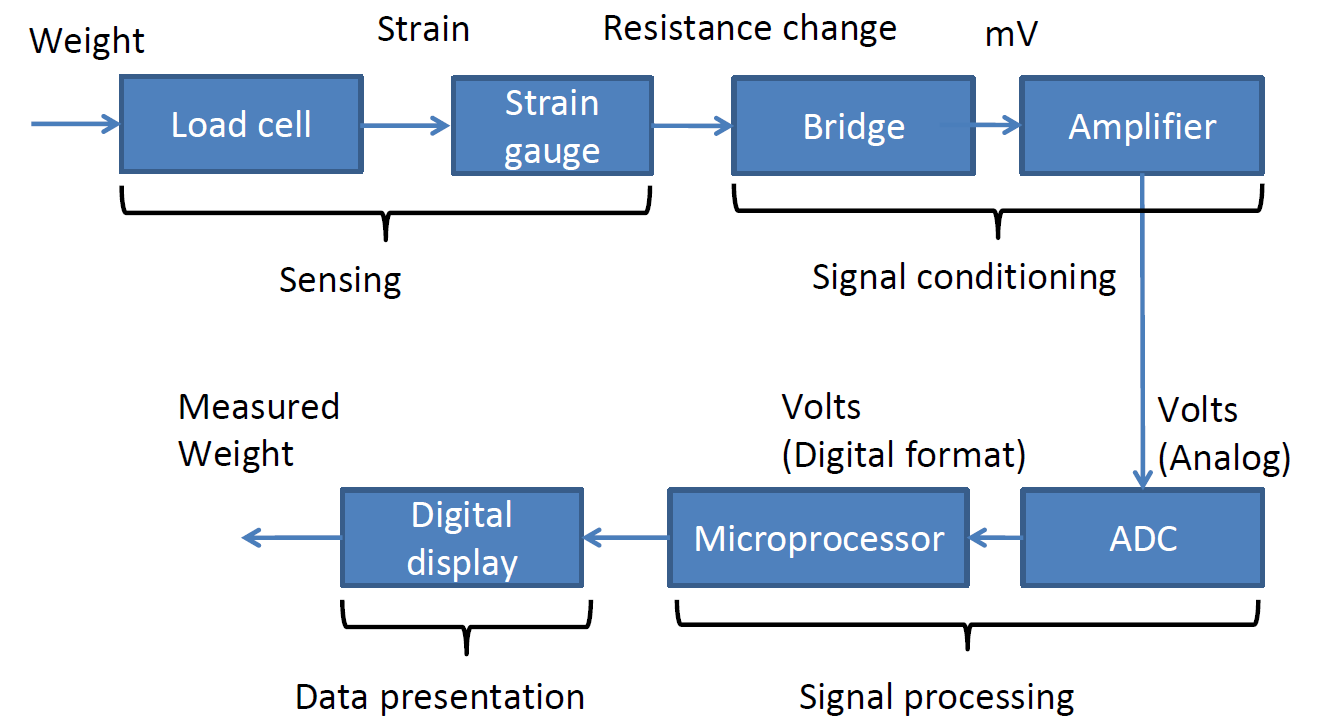 Weight
Strain
Resistance change
mV
Load cell
Strain
gauge
Bridge
Amplifier
Sensing
Signal conditioning
Measured
Weight
Volts
(Digital format)
Volts
(Analog)
Digital
display
Microprocessor
ADC
Data presentation
Signal processing